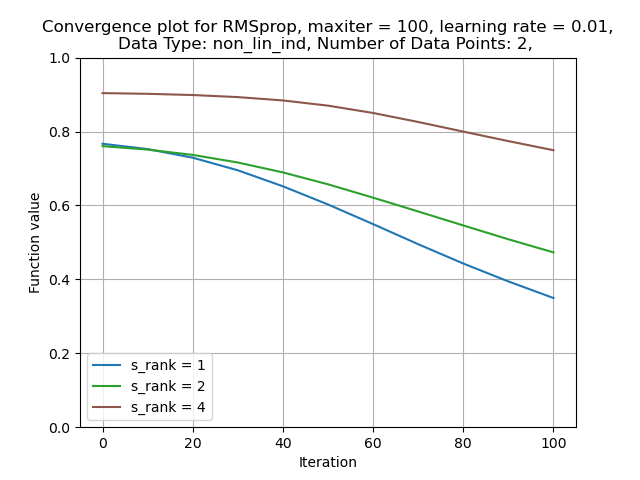 Convergence plot for RMSprop, maxiter = 100, learning rate = 0.01,
Data Type: non_lin_ind, Number of Data Points: 2,
1.0
0.8
0.6
0.4
0.2
0.0
Function value
s_rank = 1
s_rank = 2
s_rank = 4
0 20 40 60 80 100
Iteration